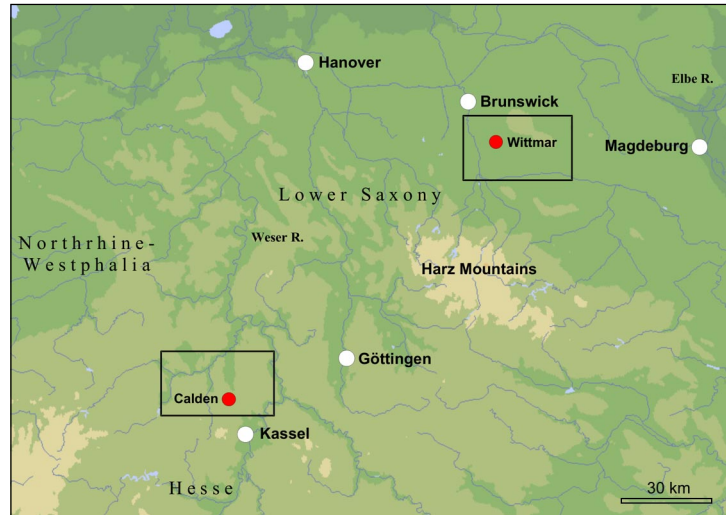 Hanover
Elbe R.
Brunswick
Wittmar
Magdeburg
Lower Saxony
Northrhine-
Westphalia
Weser R.
Harz Mountains
Göttingen
Calden
Kassel
Hesse
30 km